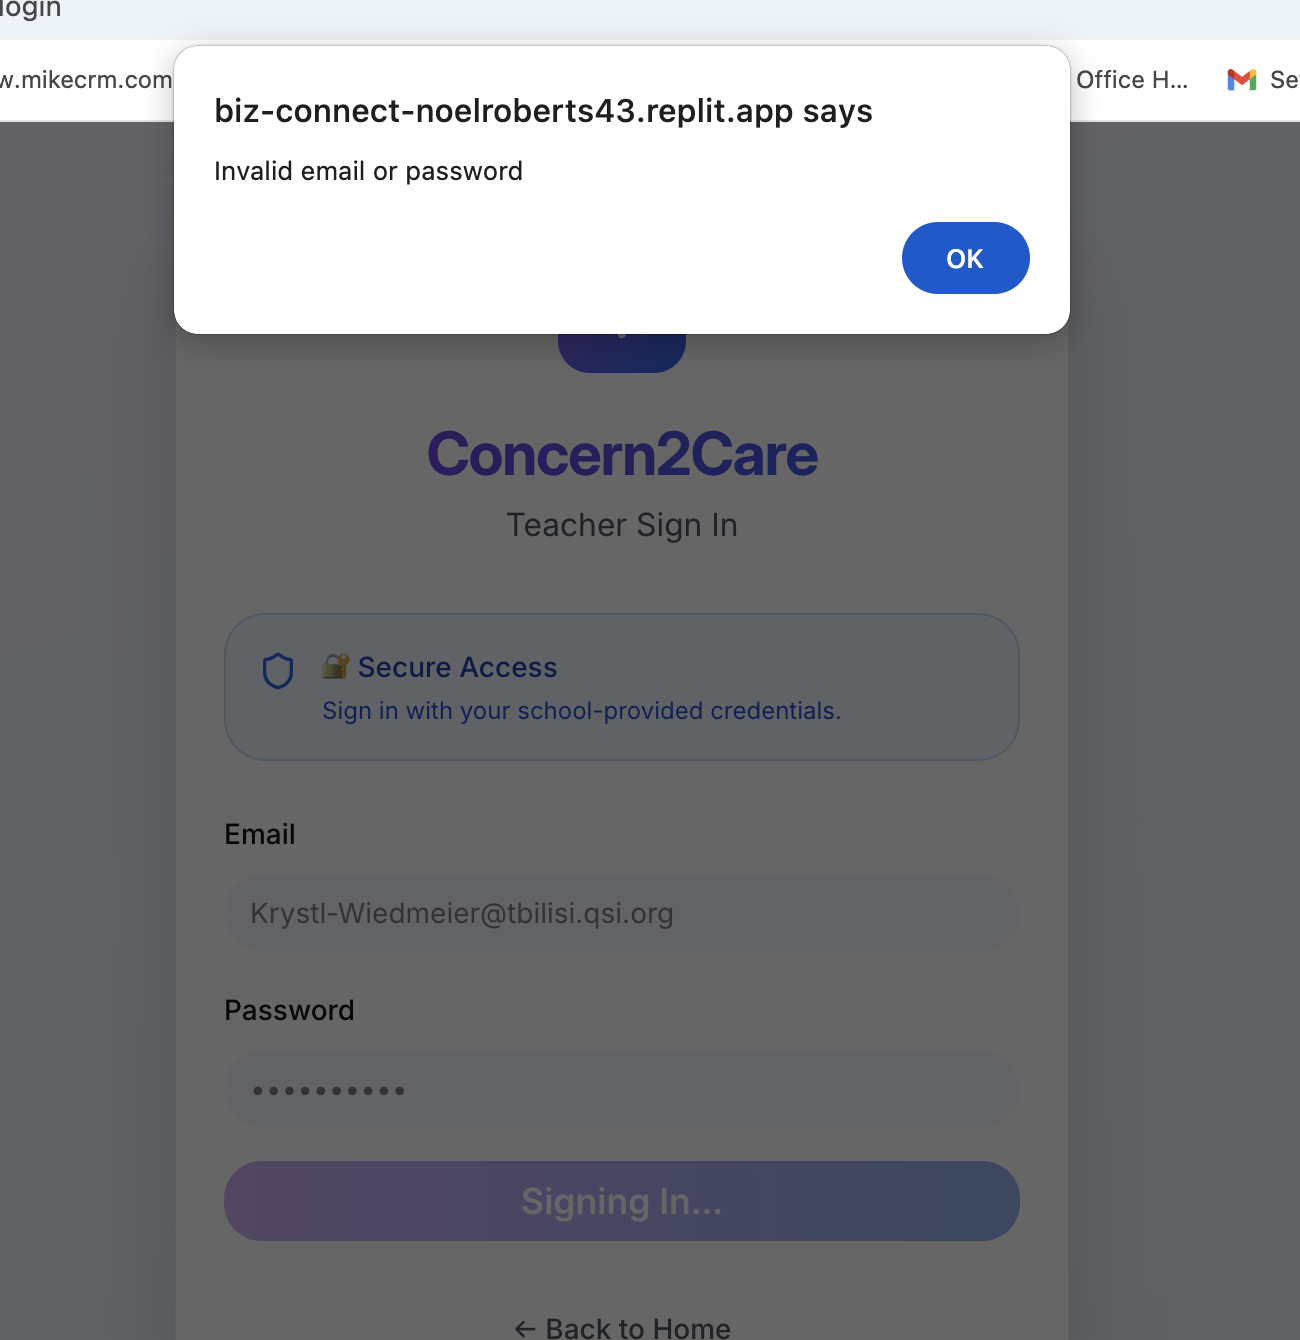 login
w.mikecrm.com
Office H...
Se
biz-connect-noelroberts43.replit.app says
Invalid email or password
OK
Concern2Care
Teacher Sign In
🔐 Secure Access
Sign in with your school-provided credentials.
Email
Krystl-Wiedmeier@tbilisi.qsi.org
Password
••••••••••
Signing In...
← Back to Home